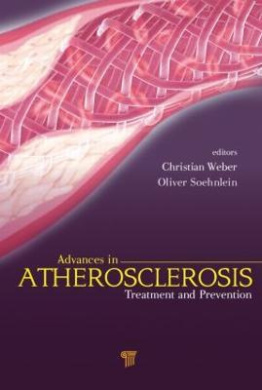 editors
Christian Weber
Oliver Soehnlein
Advances in
ATHEROSCLEROSIS
Treatment and Prevention